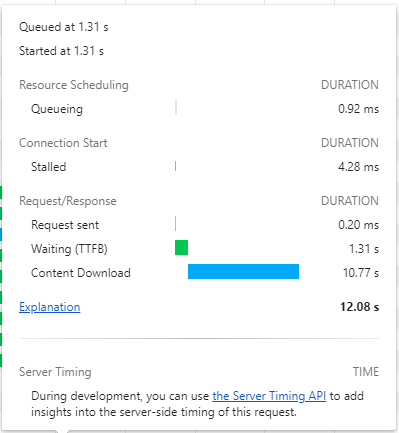 Queued at 1.31 s
Started at 1.31 s
Resource Scheduling DURATION
Queueing 0.92 ms
Connection Start DURATION
Stalled 4.28 ms
Request/Response DURATION
Request sent 0.20 ms
Waiting (TTFB) 1.31 s
Content Download 10.77 s
Explanation 12.08 s
Server Timing TIME
During development, you can use the Server Timing API to add
insights into the server-side timing of this request.